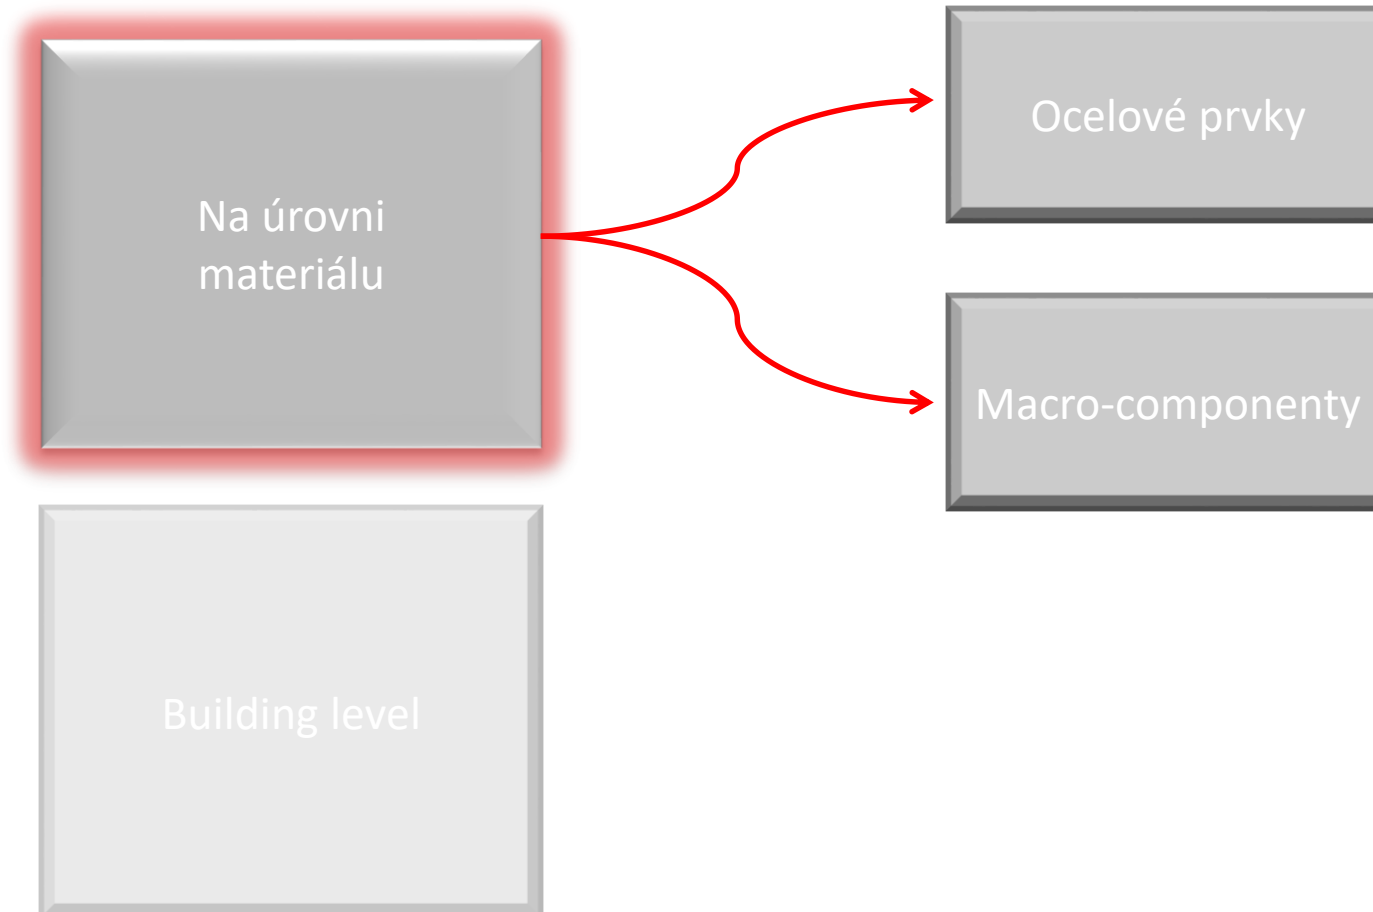 Na úrovni
materiálu
Ocelové prvky
Macro-componenty
Building level